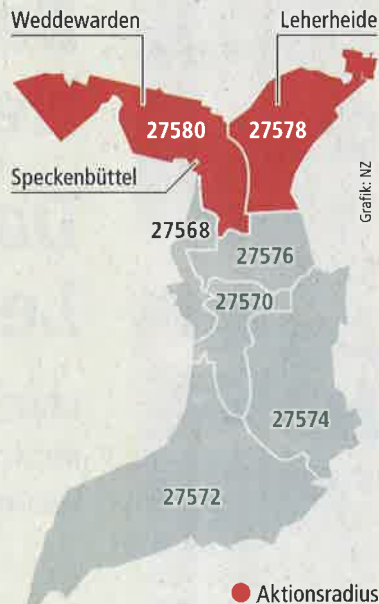 Weddewarden
Leherheide
27580
27578
Speckenbüttel
Grafik: NZ
27568
27576
27570
27574
27572
Aktionsradius